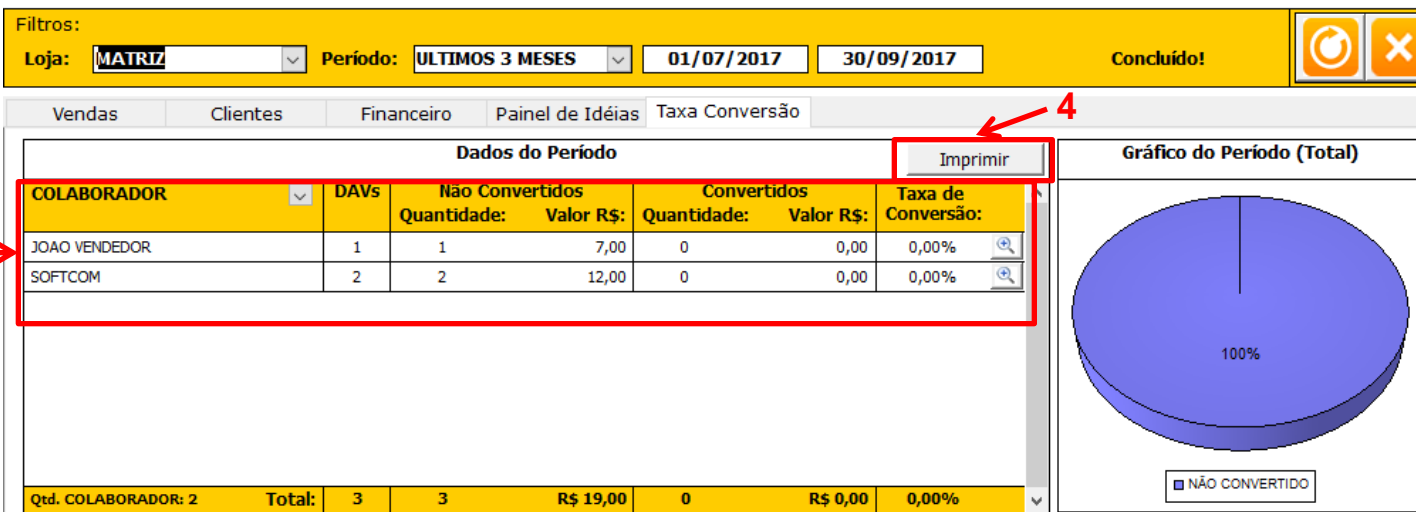 Filtros:
Loja: MATRIZ Período: ULTIMOS 3 MESES 01/07/2017 30/09/2017 Concluído!
Vendas Clientes Financeiro Painel de Idéias Taxa Conversão 4
Dados do Período Imprimir Gráfico do Período (Total)
COLABORADOR DAVs Não Convertidos Convertidos Taxa de
Quantidade: Valor R$: Quantidade: Valor R$: Conversão:
JOAO VENDEDOR 1 1 7,00 0 0,00 0,00%
SOFTCOM 2 2 12,00 0 0,00 0,00%
100%
NÃO CONVERTIDO
Qtd. COLABORADOR: 2 Total: 3 3 R$ 19,00 0 R$ 0,00 0,00%